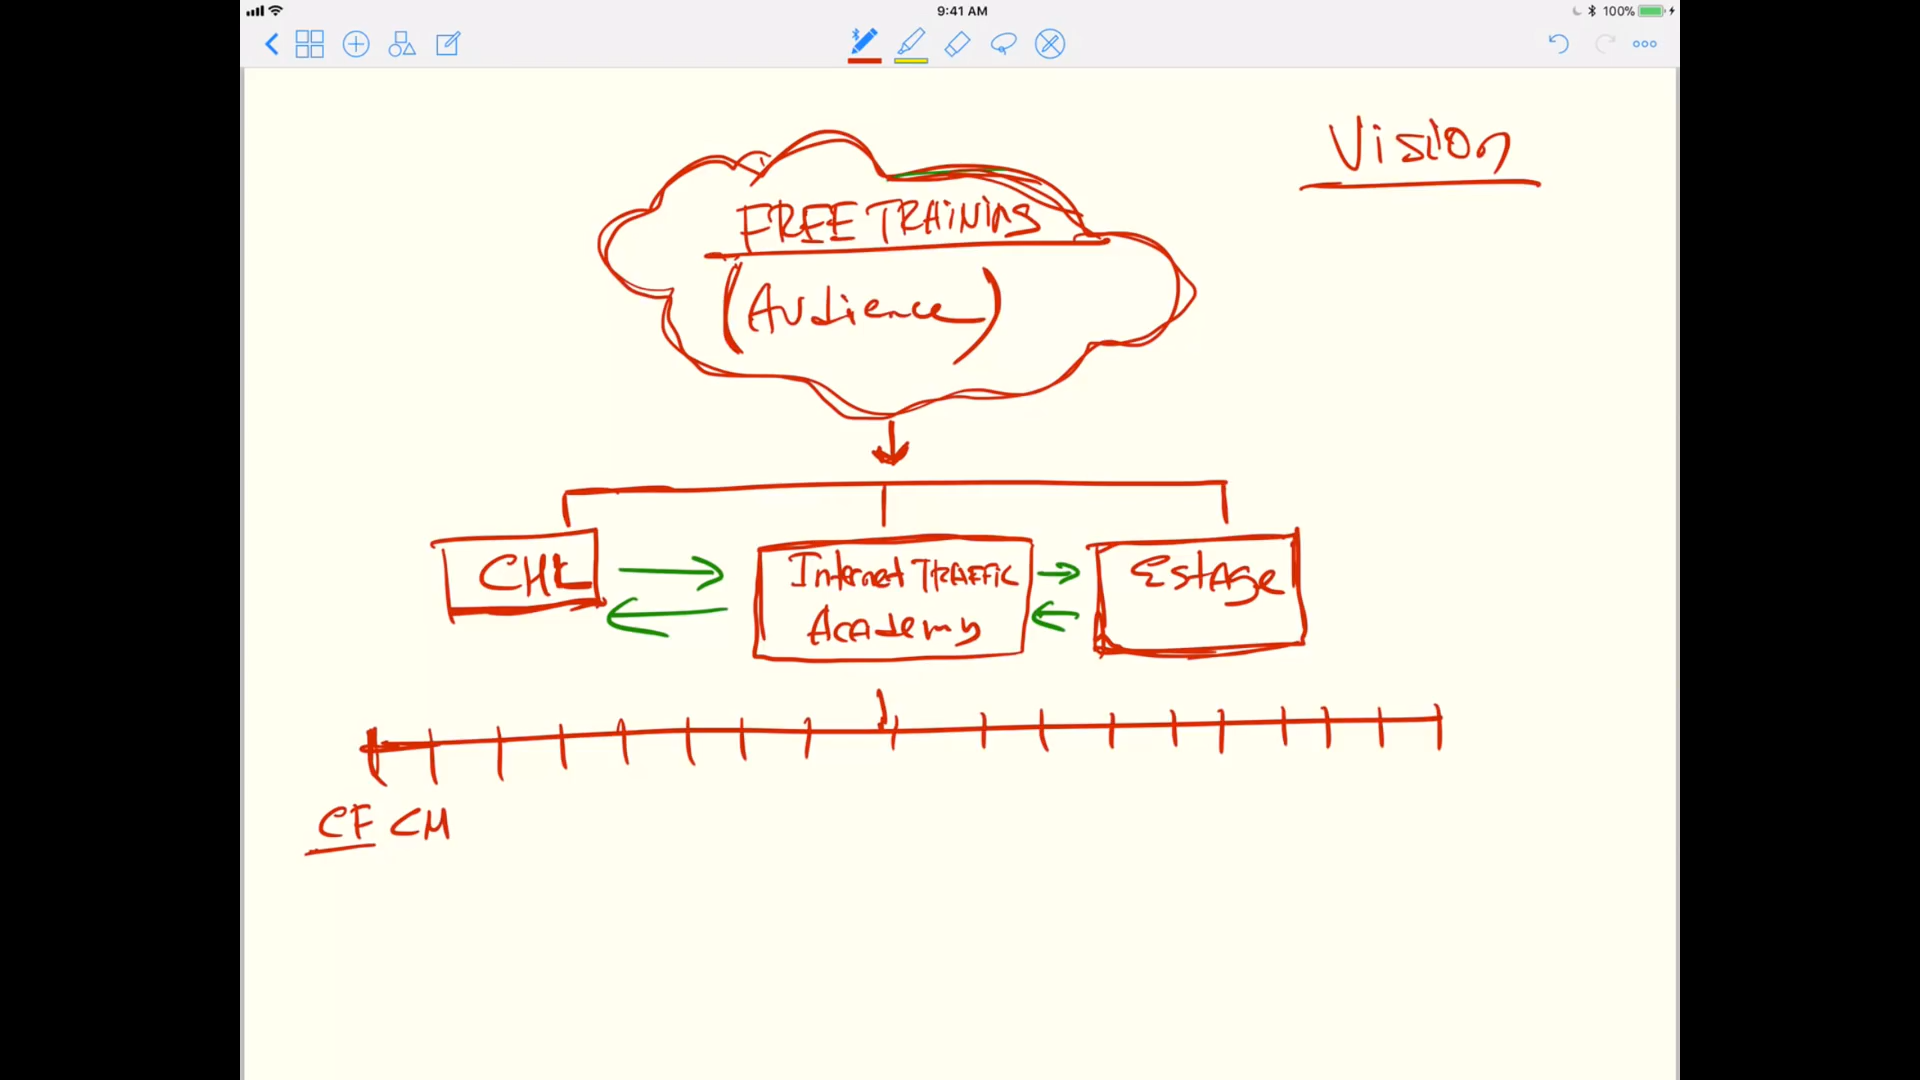 9:41 AM
100%
Vision
FREE TRAINING
(Audience)
CHL
Internet TRAFFIC
Academy
EstAge
CF CM